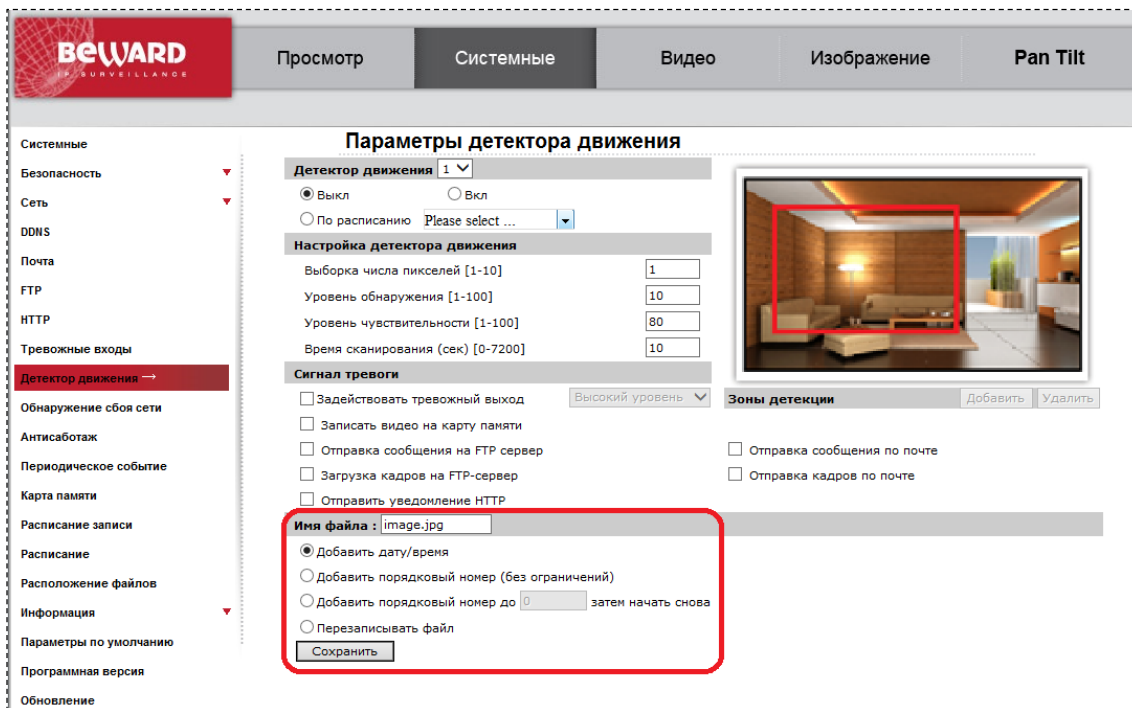 BEWARD
IP SURVEILLANCE
Просмотр
Системные
Видео
Изображение
Pan Tilt
Системные
Безопасность
Сеть
DDNS
Почта
FTP
HTTP
Тревожные входы
Детектор движения →
Обнаружение сбоя сети
Антисаботаж
Периодическое событие
Карта памяти
Расписание записи
Расписание
Расположение файлов
Информация
Параметры по умолчанию
Программная версия
Обновление
Параметры детектора движения
Детектор движения 1
Выкл Вкл
По расписанию Please select ...
Настройка детектора движения
Выборка числа пикселей [1-10] 1
Уровень обнаружения [1-100] 10
Уровень чувствительности [1-100] 80
Время сканирования (сек) [0-7200] 10
Сигнал тревоги
Задействовать тревожный выход Высокий уровень
Зоны детекции Добавить Удалить
Записать видео на карту памяти
Отправка сообщения на FTP сервер
Отправка сообщения по почте
Загрузка кадров на FTP-сервер
Отправка кадров по почте
Отправить уведомление HTTP
Имя файла : image.jpg
Добавить дату/время
Добавить порядковый номер (без ограничений)
Добавить порядковый номер до 0 затем начать снова
Перезаписывать файл
Сохранить